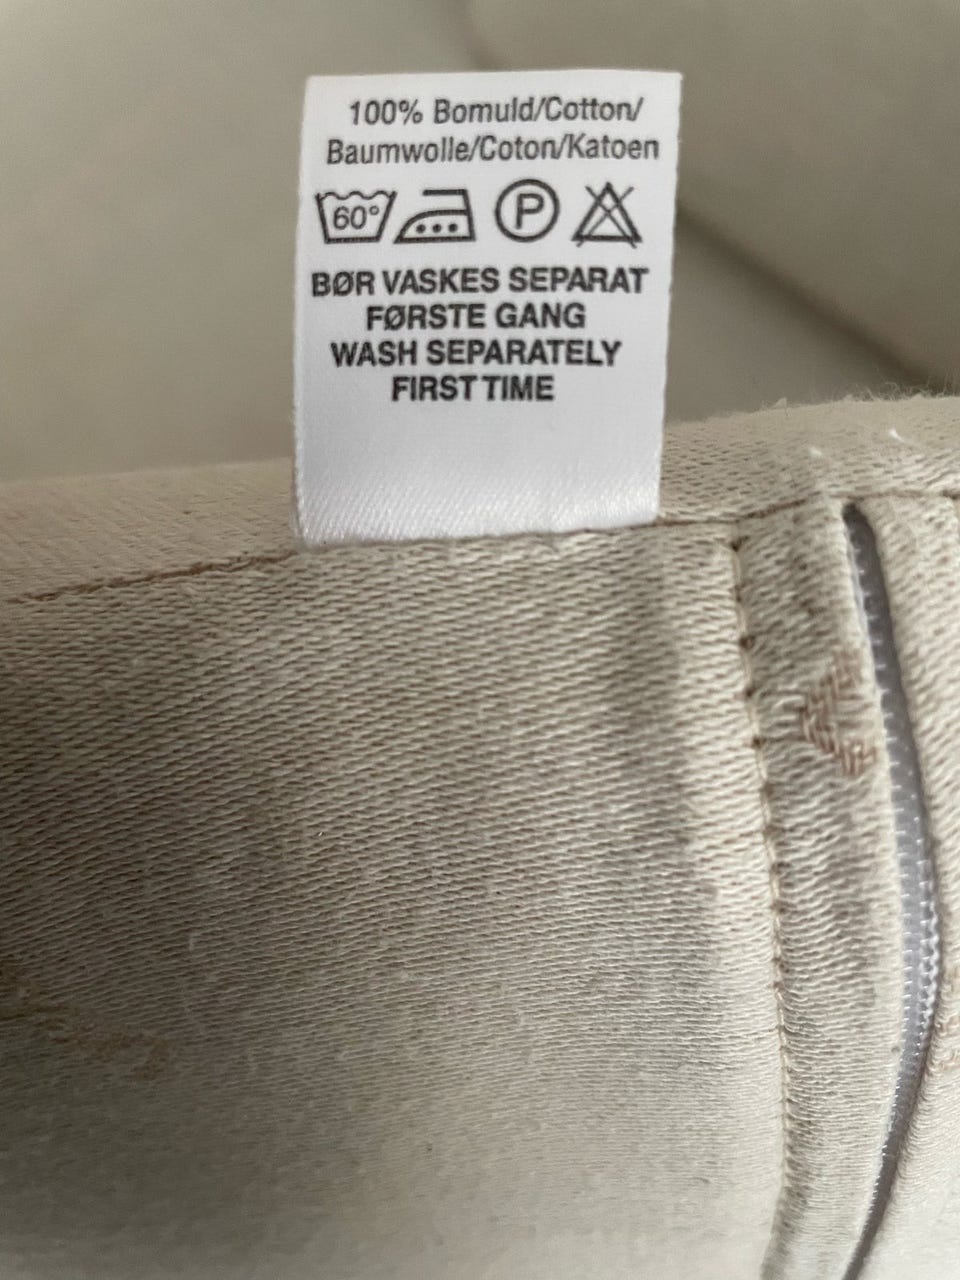 100% Bomuld/Cotton/
Baumwolle/Coton/Katoen
60° P
BØR VASKES SEPARAT
FØRSTE GANG
WASH SEPARATELY
FIRST TIME